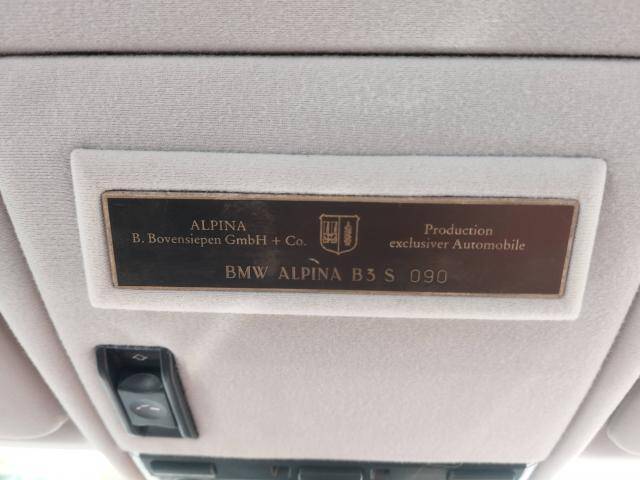 ALPINA
B. Bovensiepen GmbH + Co.
Production
exclusiver Automobile
BMW ALPINA B3 S 090